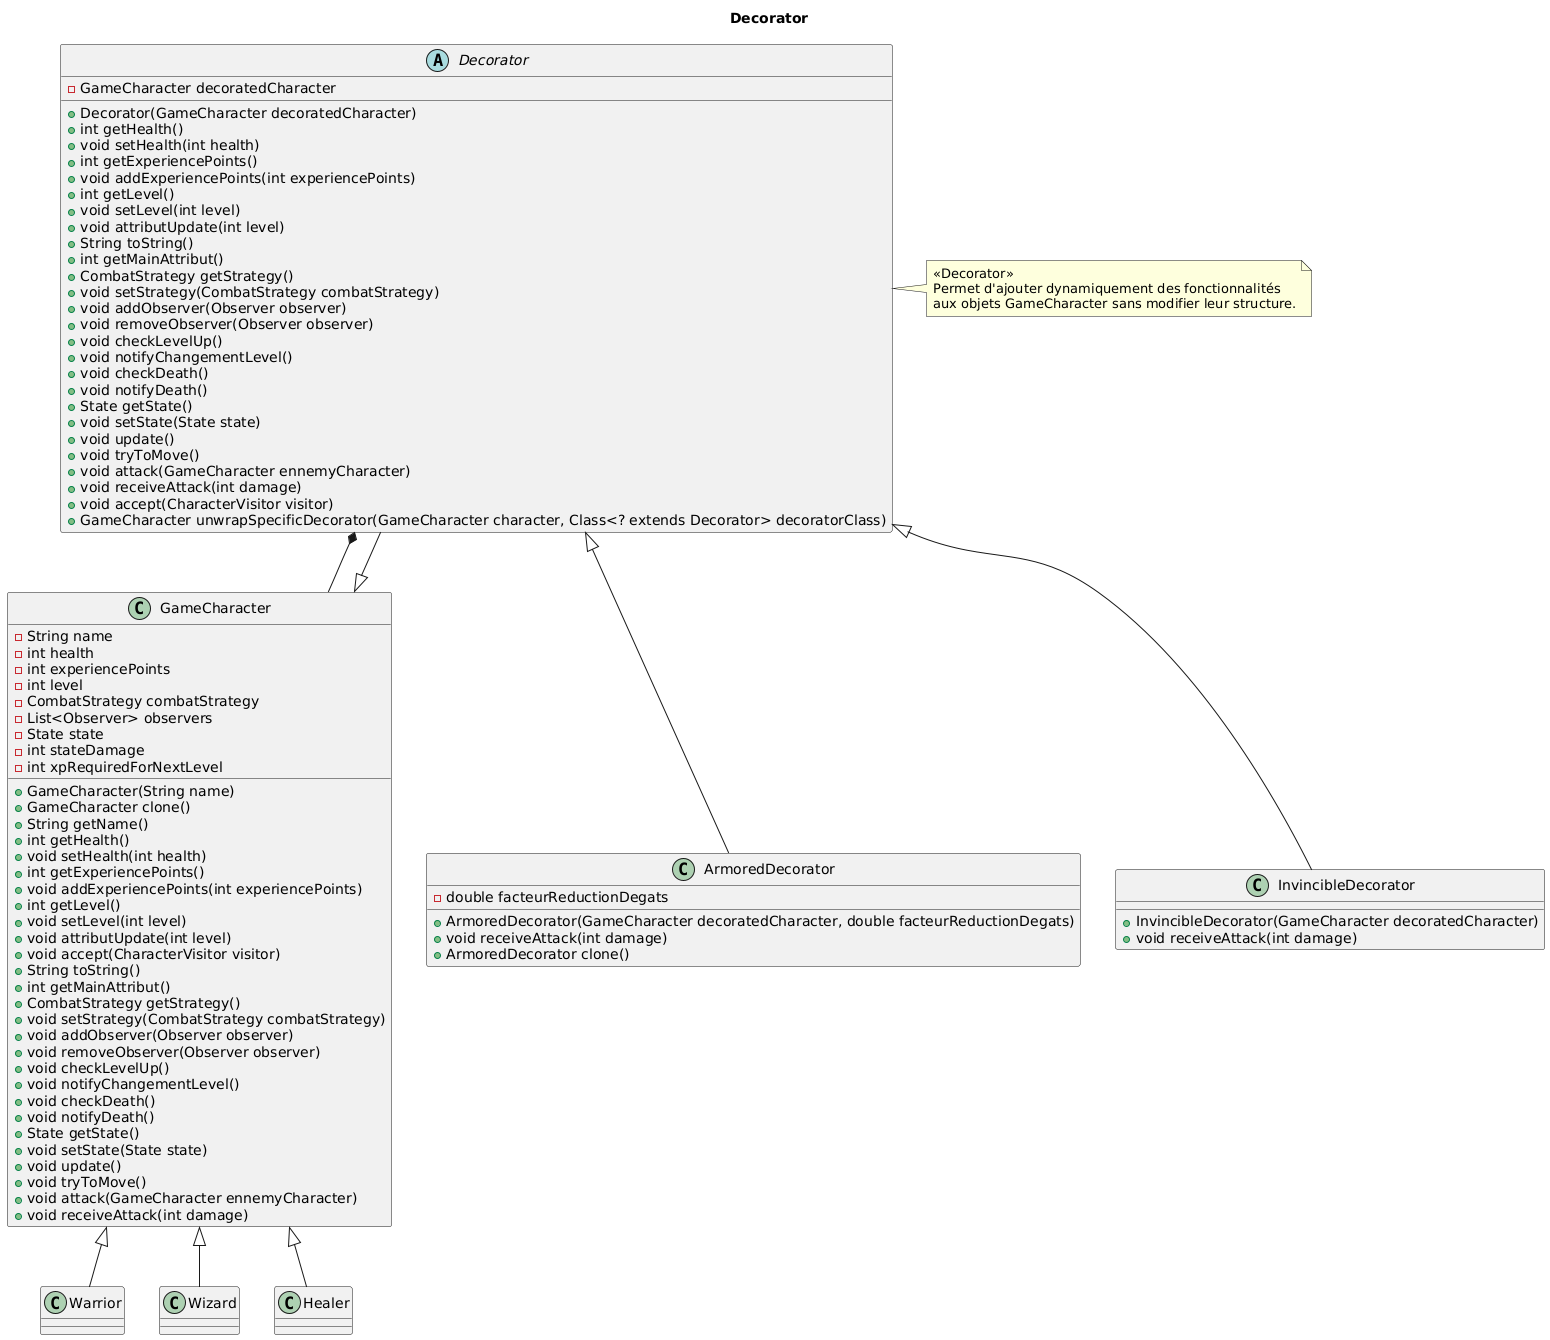 Decorator
A Decorator
GameCharacter decoratedCharacter
Decorator(GameCharacter decoratedCharacter)
int getHealth()
void setHealth(int health)
int getExperiencePoints()
void addExperiencePoints(int experiencePoints)
int getLevel()
void setLevel(int level)
void attributUpdate(int level)
String toString()
int getMainAttribut()
CombatStrategy getStrategy()
void setStrategy(CombatStrategy combatStrategy)
void addObserver(Observer observer)
void removeObserver(Observer observer)
void checkLevelUp()
void notifyChangementLevel()
void checkDeath()
void notifyDeath()
State getState()
void setState(State state)
void update()
void tryToMove()
void attack(GameCharacter ennemyCharacter)
void receiveAttack(int damage)
void accept(CharacterVisitor visitor)
GameCharacter unwrapSpecificDecorator(GameCharacter character, Class<? extends Decorator> decoratorClass)
«Decorator»
Permet d'ajouter dynamiquement des fonctionnalités
aux objets GameCharacter sans modifier leur structure.
C GameCharacter
String name
int health
int experiencePoints
int level
CombatStrategy combatStrategy
List<Observer> observers
State state
int stateDamage
int xpRequiredForNextLevel
GameCharacter(String name)
GameCharacter clone()
String getName()
int getHealth()
void setHealth(int health)
int getExperiencePoints()
void addExperiencePoints(int experiencePoints)
int getLevel()
void setLevel(int level)
void attributUpdate(int level)
void accept(CharacterVisitor visitor)
String toString()
int getMainAttribut()
CombatStrategy getStrategy()
void setStrategy(CombatStrategy combatStrategy)
void addObserver(Observer observer)
void removeObserver(Observer observer)
void checkLevelUp()
void notifyChangementLevel()
void checkDeath()
void notifyDeath()
State getState()
void setState(State state)
void update()
void tryToMove()
void attack(GameCharacter ennemyCharacter)
void receiveAttack(int damage)
C ArmoredDecorator
double facteurReductionDegats
ArmoredDecorator(GameCharacter decoratedCharacter, double facteurReductionDegats)
void receiveAttack(int damage)
ArmoredDecorator clone()
C InvincibleDecorator
InvincibleDecorator(GameCharacter decoratedCharacter)
void receiveAttack(int damage)
C Warrior
C Wizard
C Healer